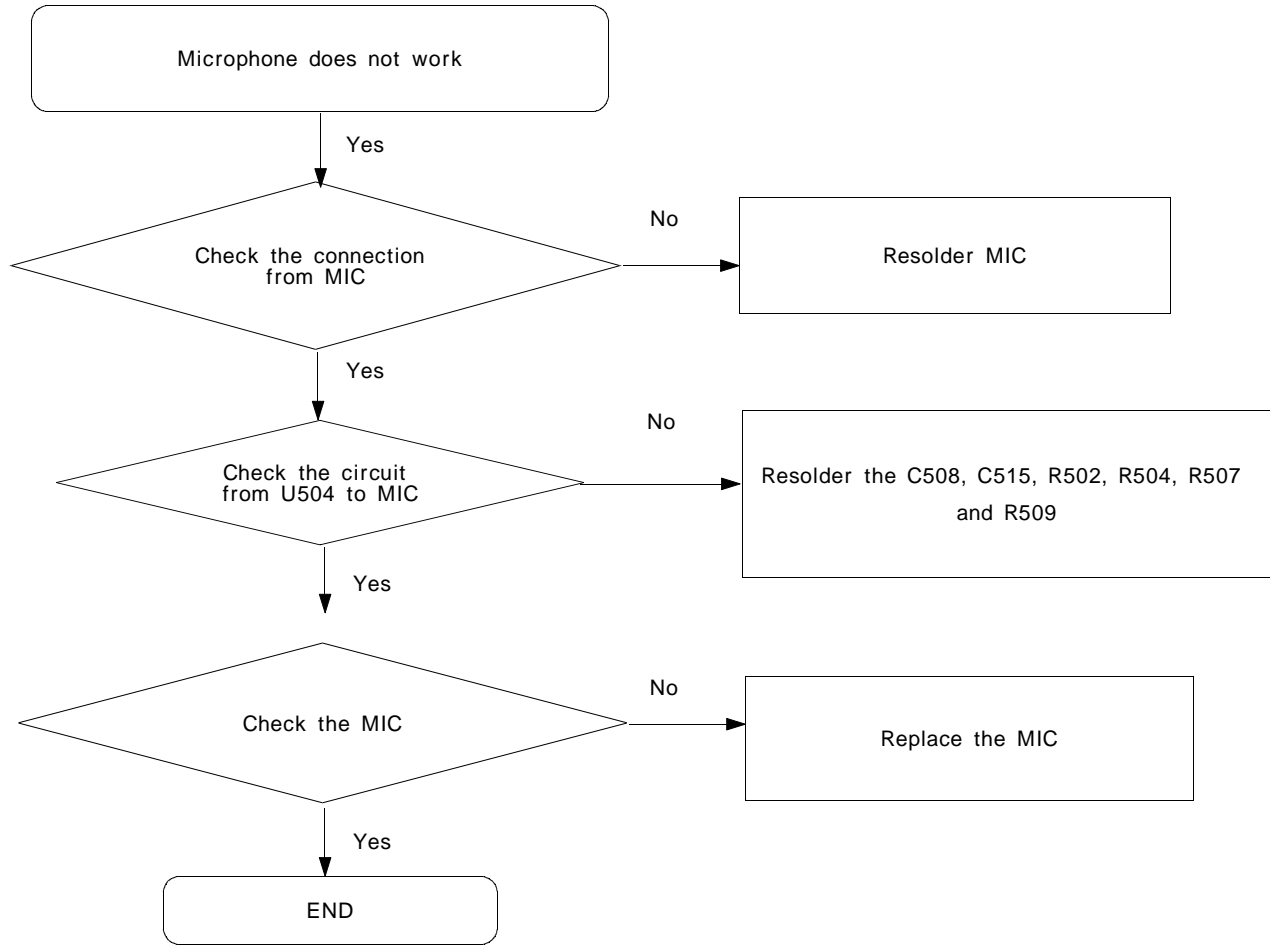 Microphone does not work
Yes
Check the connection
from MIC
No
Resolder MIC
Yes
Check the circuit
from U504 to MIC
No
Resolder the C508, C515, R502, R504, R507
and R509
Yes
Check the MIC
No
Replace the MIC
Yes
END